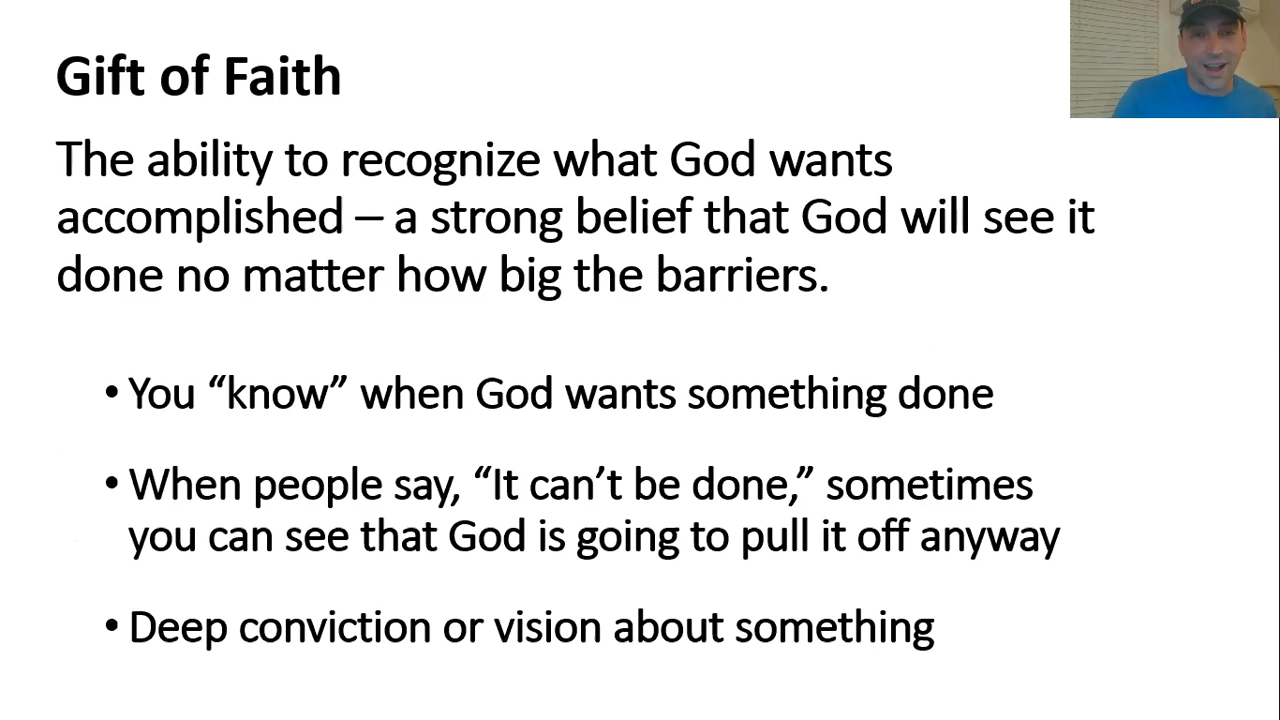 Gift of Faith
The ability to recognize what God wants
accomplished – a strong belief that God will see it
done no matter how big the barriers.
• You “know” when God wants something done
• When people say, “It can’t be done,” sometimes
you can see that God is going to pull it off anyway
• Deep conviction or vision about something